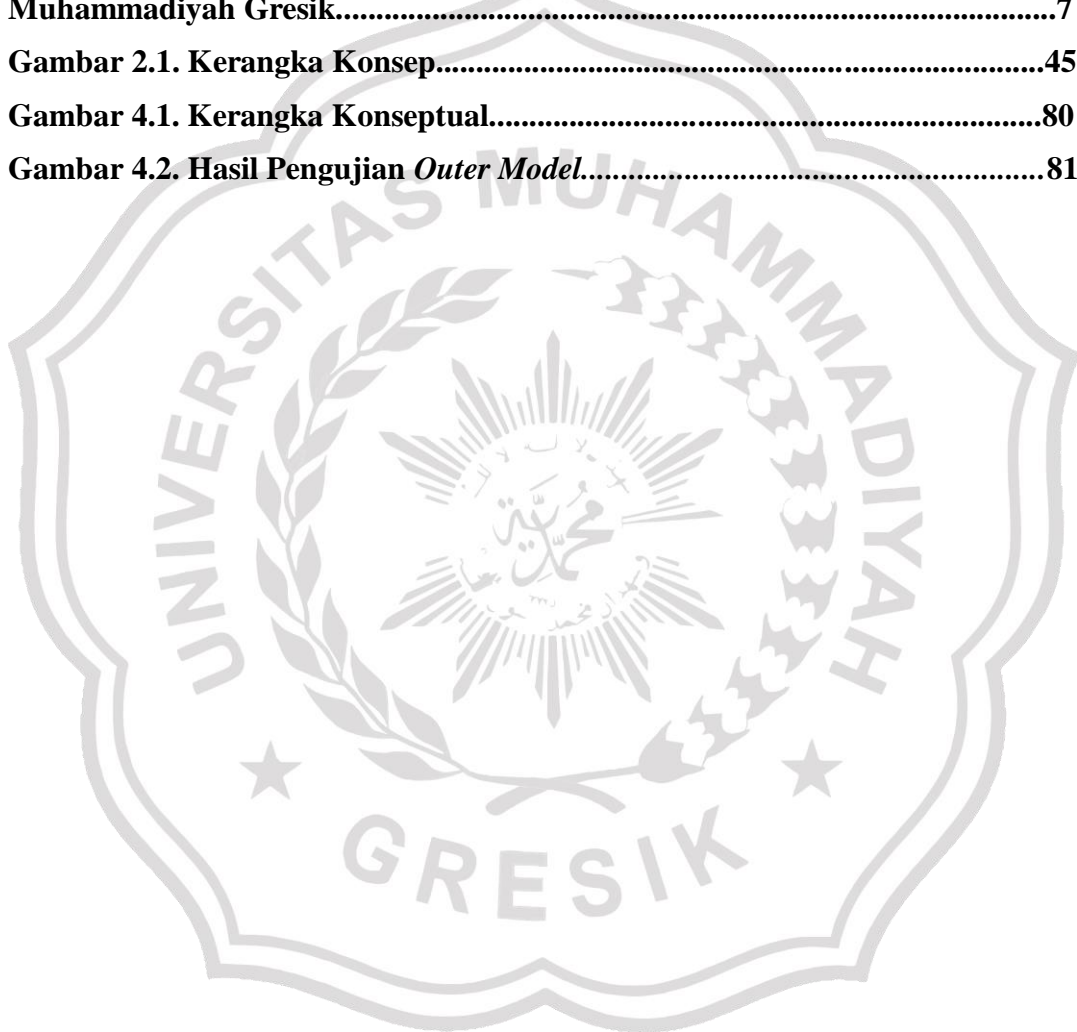 Muhammadiyah Gresik..........................................................................................7
Gambar 2.1. Kerangka Konsep...............................................................................45
Gambar 4.1. Kerangka Konseptual.....................................................................80
Gambar 4.2. Hasil Pengujian Outer Model..........................................................81
UNIVERSITAS MUHAMMADIYAH
محمدية
GRESIK